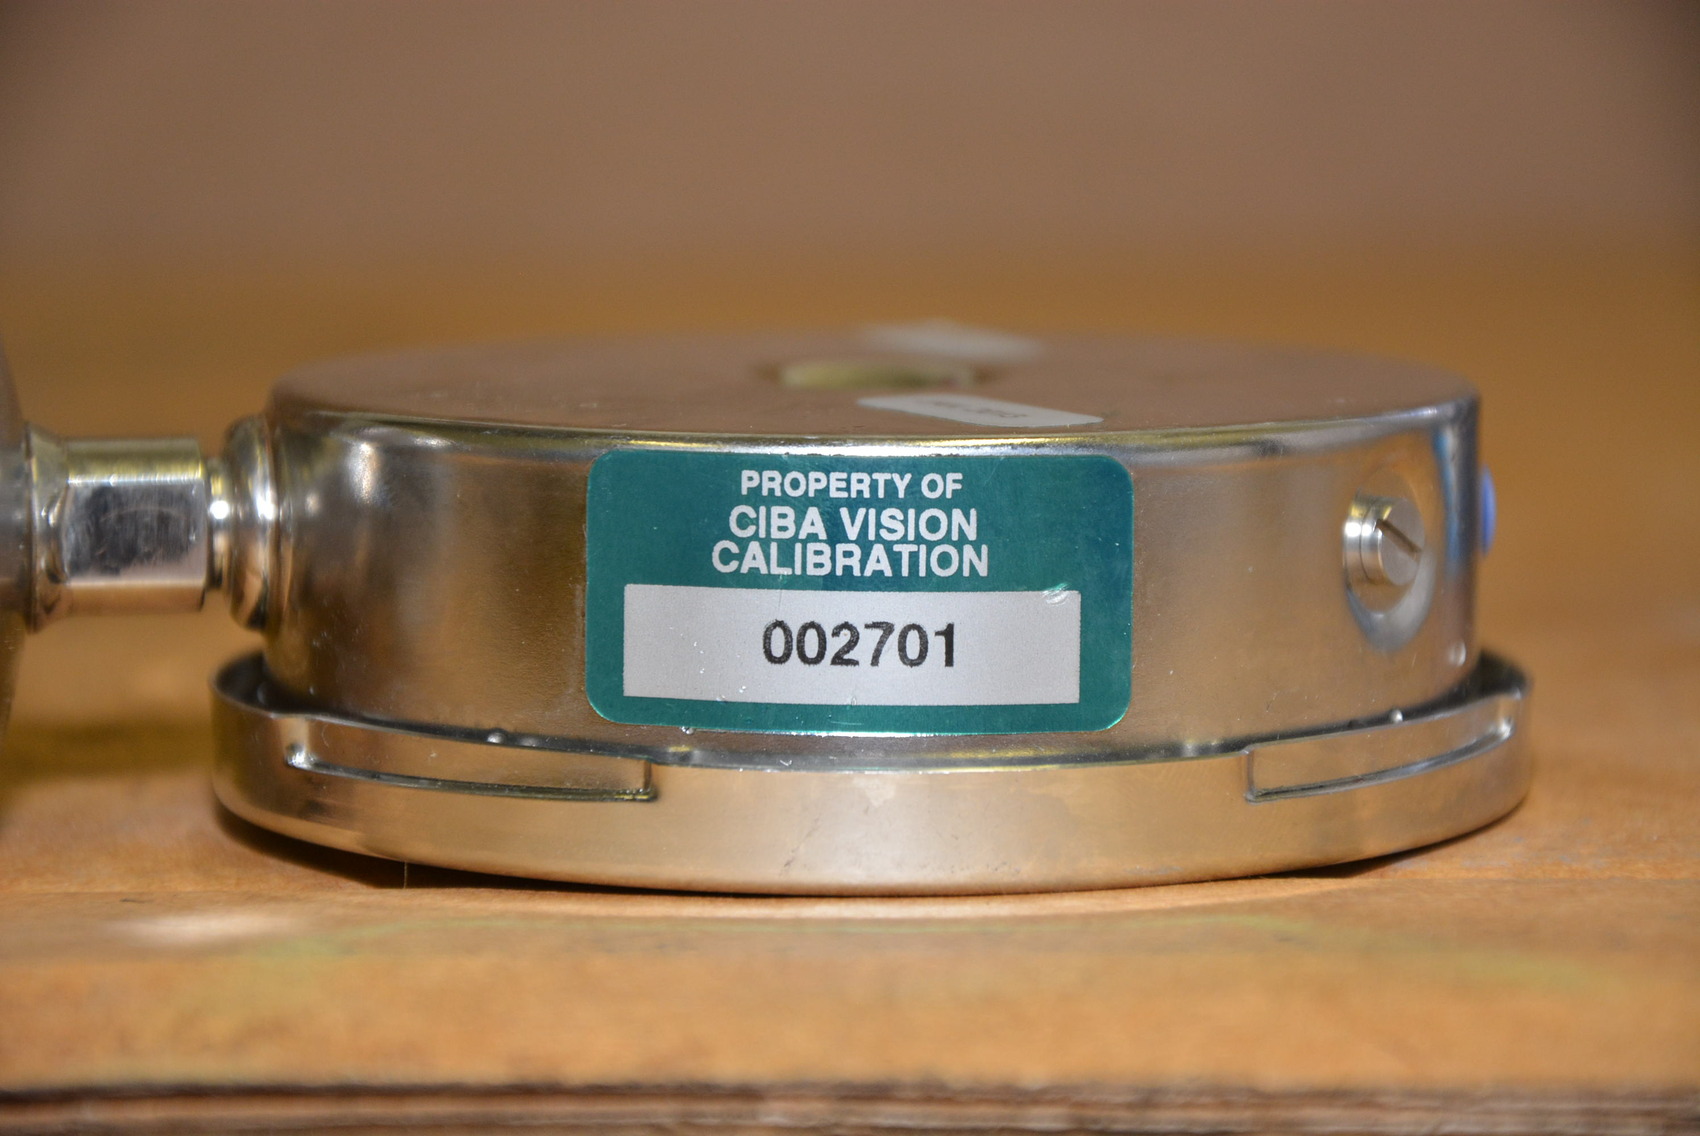 PROPERTY OF
CIBA VISION
CALIBRATION
002701